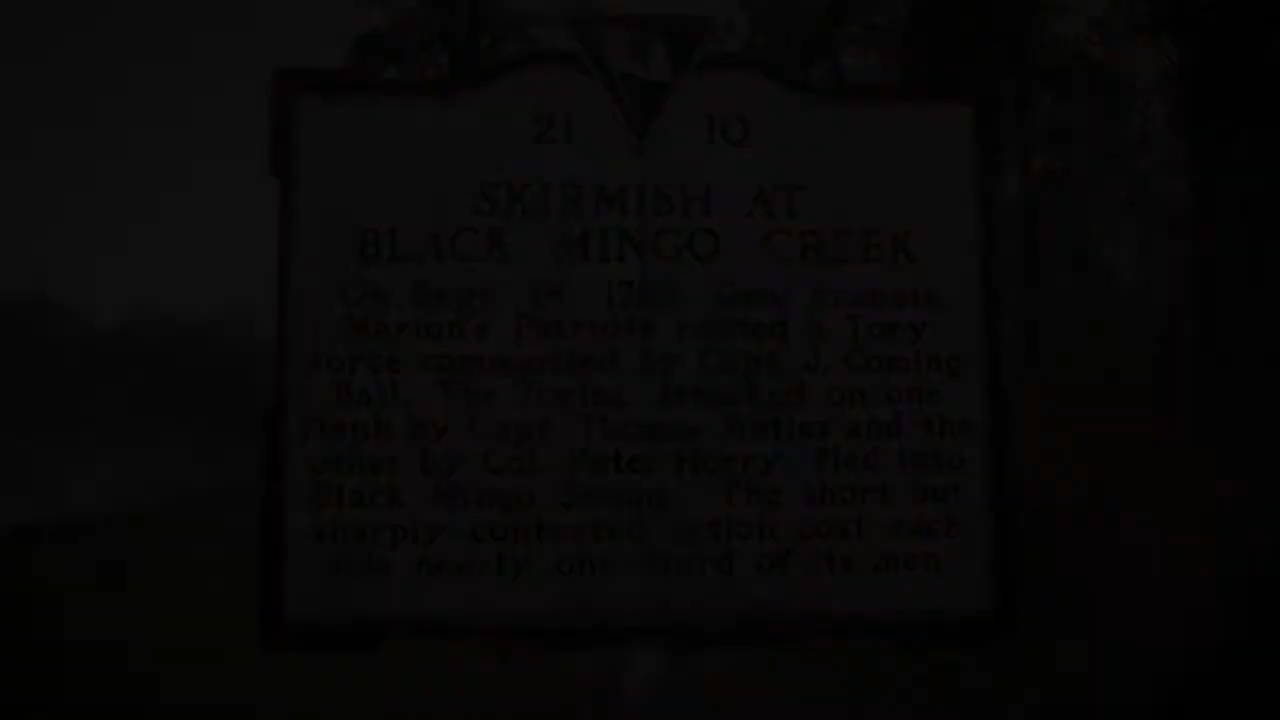 21 10
SKIRMISH AT
BLACK MINGO CREEK
On Sept. 1780, Gen. Francis
Marion's Patriots routed a Tory
force commanded by Capt. J. Coming
Ball. The Tories, attacked on one
flank by Capt. Thomas and the
other by Col. Peter Horry, fled into
Black Mingo Swamp. The short but
sharply contested action cost each
side nearly one-third of its men